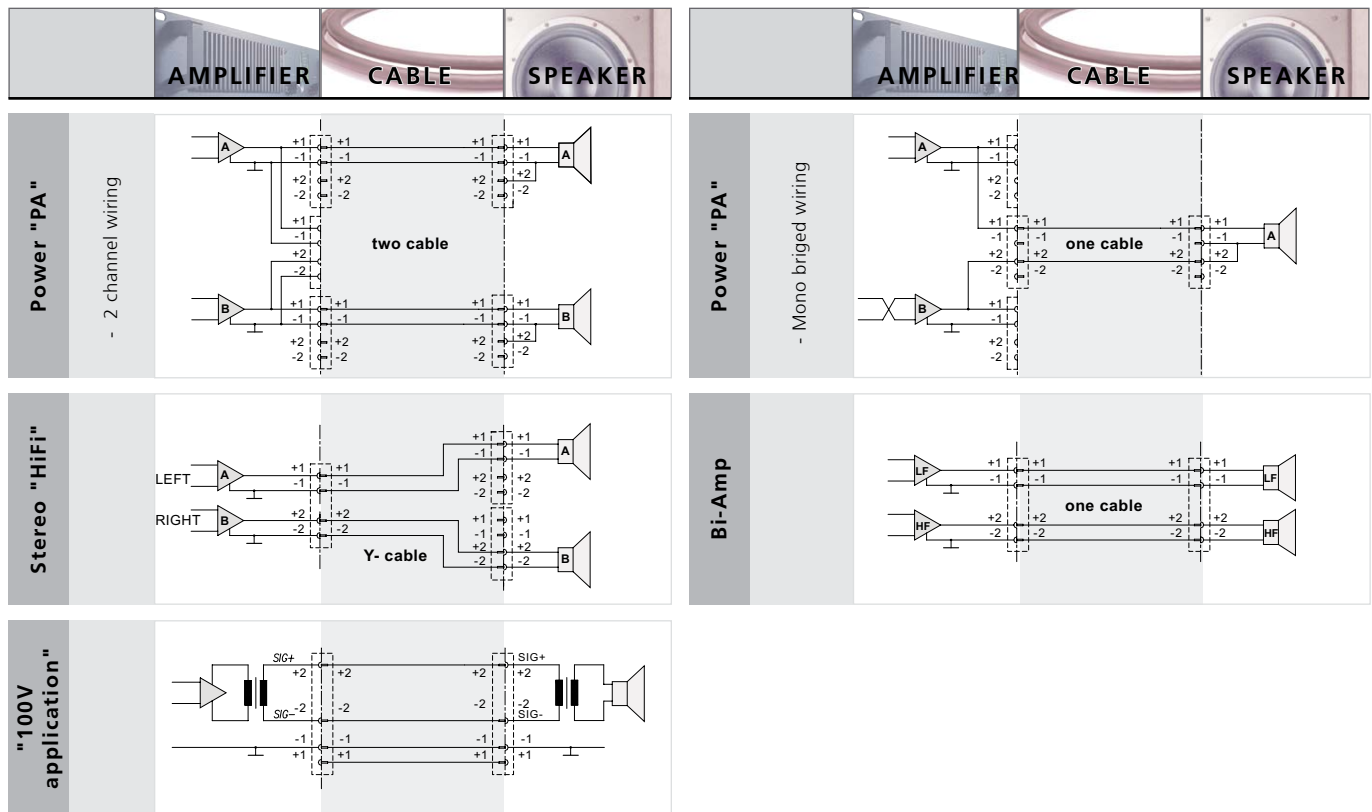 AMPLIFIER CABLE SPEAKER
Power "PA"
- 2 channel wiring
A
+1 +1 +1 +1
-1 -1 -1 -1
+2 +2 +2 +2
-2 -2 -2 -2
A
+1
-1
+2
-2
two cable
B
+1 +1 +1 +1
-1 -1 -1 -1
+2 +2 +2 +2
-2 -2 -2 -2
B
Stereo "HiFi"
LEFT
A
+1 +1
-1 -1
RIGHT
B
+2 +2
-2 -2
Y- cable
+1 +1
-1 -1
+2 +2
-2 -2
A
+1 +1
-1 -1
+2 +2
-2 -2
B
"100V
application"
SIG+ SIG+
+2 +2 +2 +2
-2 -2 -2 -2
SIG− SIG-
-1 -1 -1 -1
+1 +1 +1 +1
AMPLIFIER CABLE SPEAKER
Power "PA"
- Mono briged wiring
A
+1
-1
+2
-2
+1 +1 +1 +1
-1 -1 -1 -1
+2 +2 +2 +2
-2 -2 -2 -2
one cable
A
B
+1
-1
+2
-2
Bi-Amp
LF
+1 +1 +1 +1
-1 -1 -1 -1
LF
one cable
HF
+2 +2 +2 +2
-2 -2 -2 -2
HF